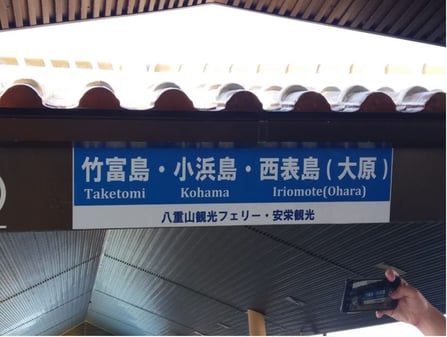 竹富島・小浜島・西表島(大原)
Taketomi Kohama Iriomote(Ohara)
八重山観光フェリー・安栄観光